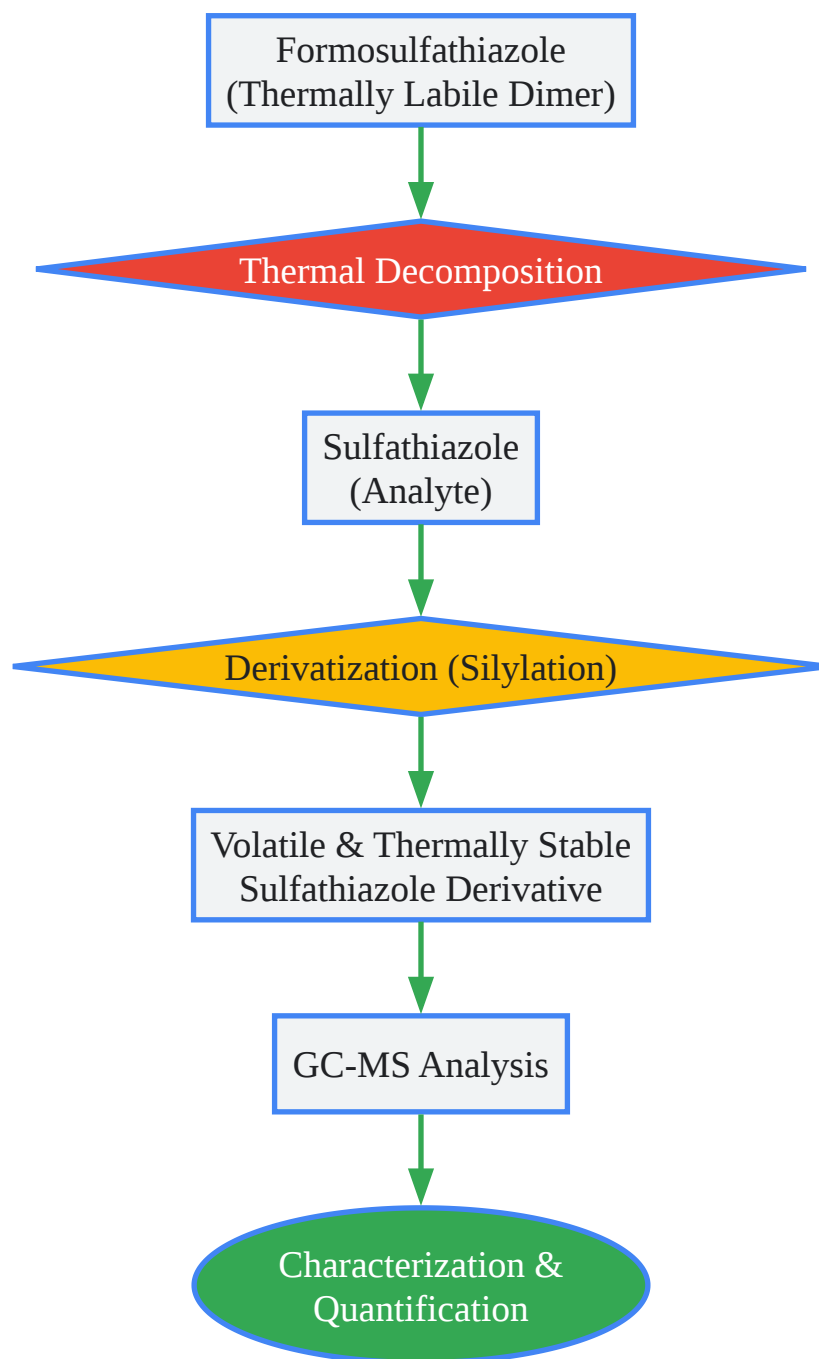 Formosulfathiazole
(Thermally Labile Dimer)
Thermal Decomposition
Sulfathiazole
(Analyte)
Derivatization (Silylation)
Volatile & Thermally Stable
Sulfathiazole Derivative
GC-MS Analysis
Characterization &
Quantification